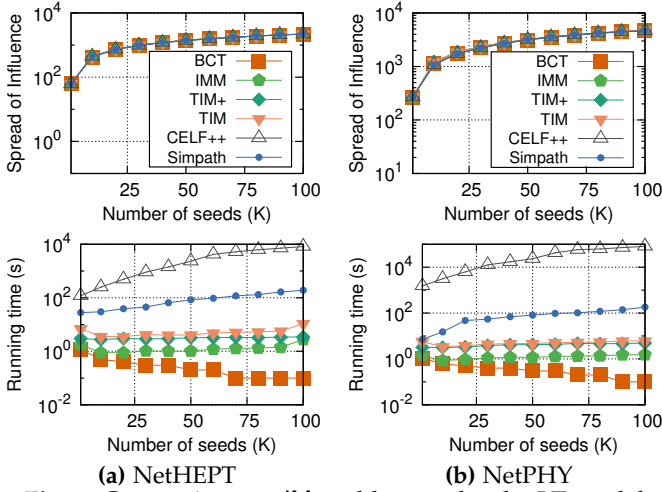 Spread of Influence
10^4
10^2
10^0
BCT
IMM
TIM+
TIM
CELF++
Simpath
25 50 75 100
Number of seeds (K)
Spread of Influence
10^4
10^3
10^2
10^1
BCT
IMM
TIM+
TIM
CELF++
Simpath
25 50 75 100
Number of seeds (K)
Running time (s)
10^4
10^2
10^0
10^-2
25 50 75 100
Number of seeds (K)
Running time (s)
10^4
10^2
10^0
10^-2
25 50 75 100
Number of seeds (K)
(a) NetHEPT
(b) NetPHY